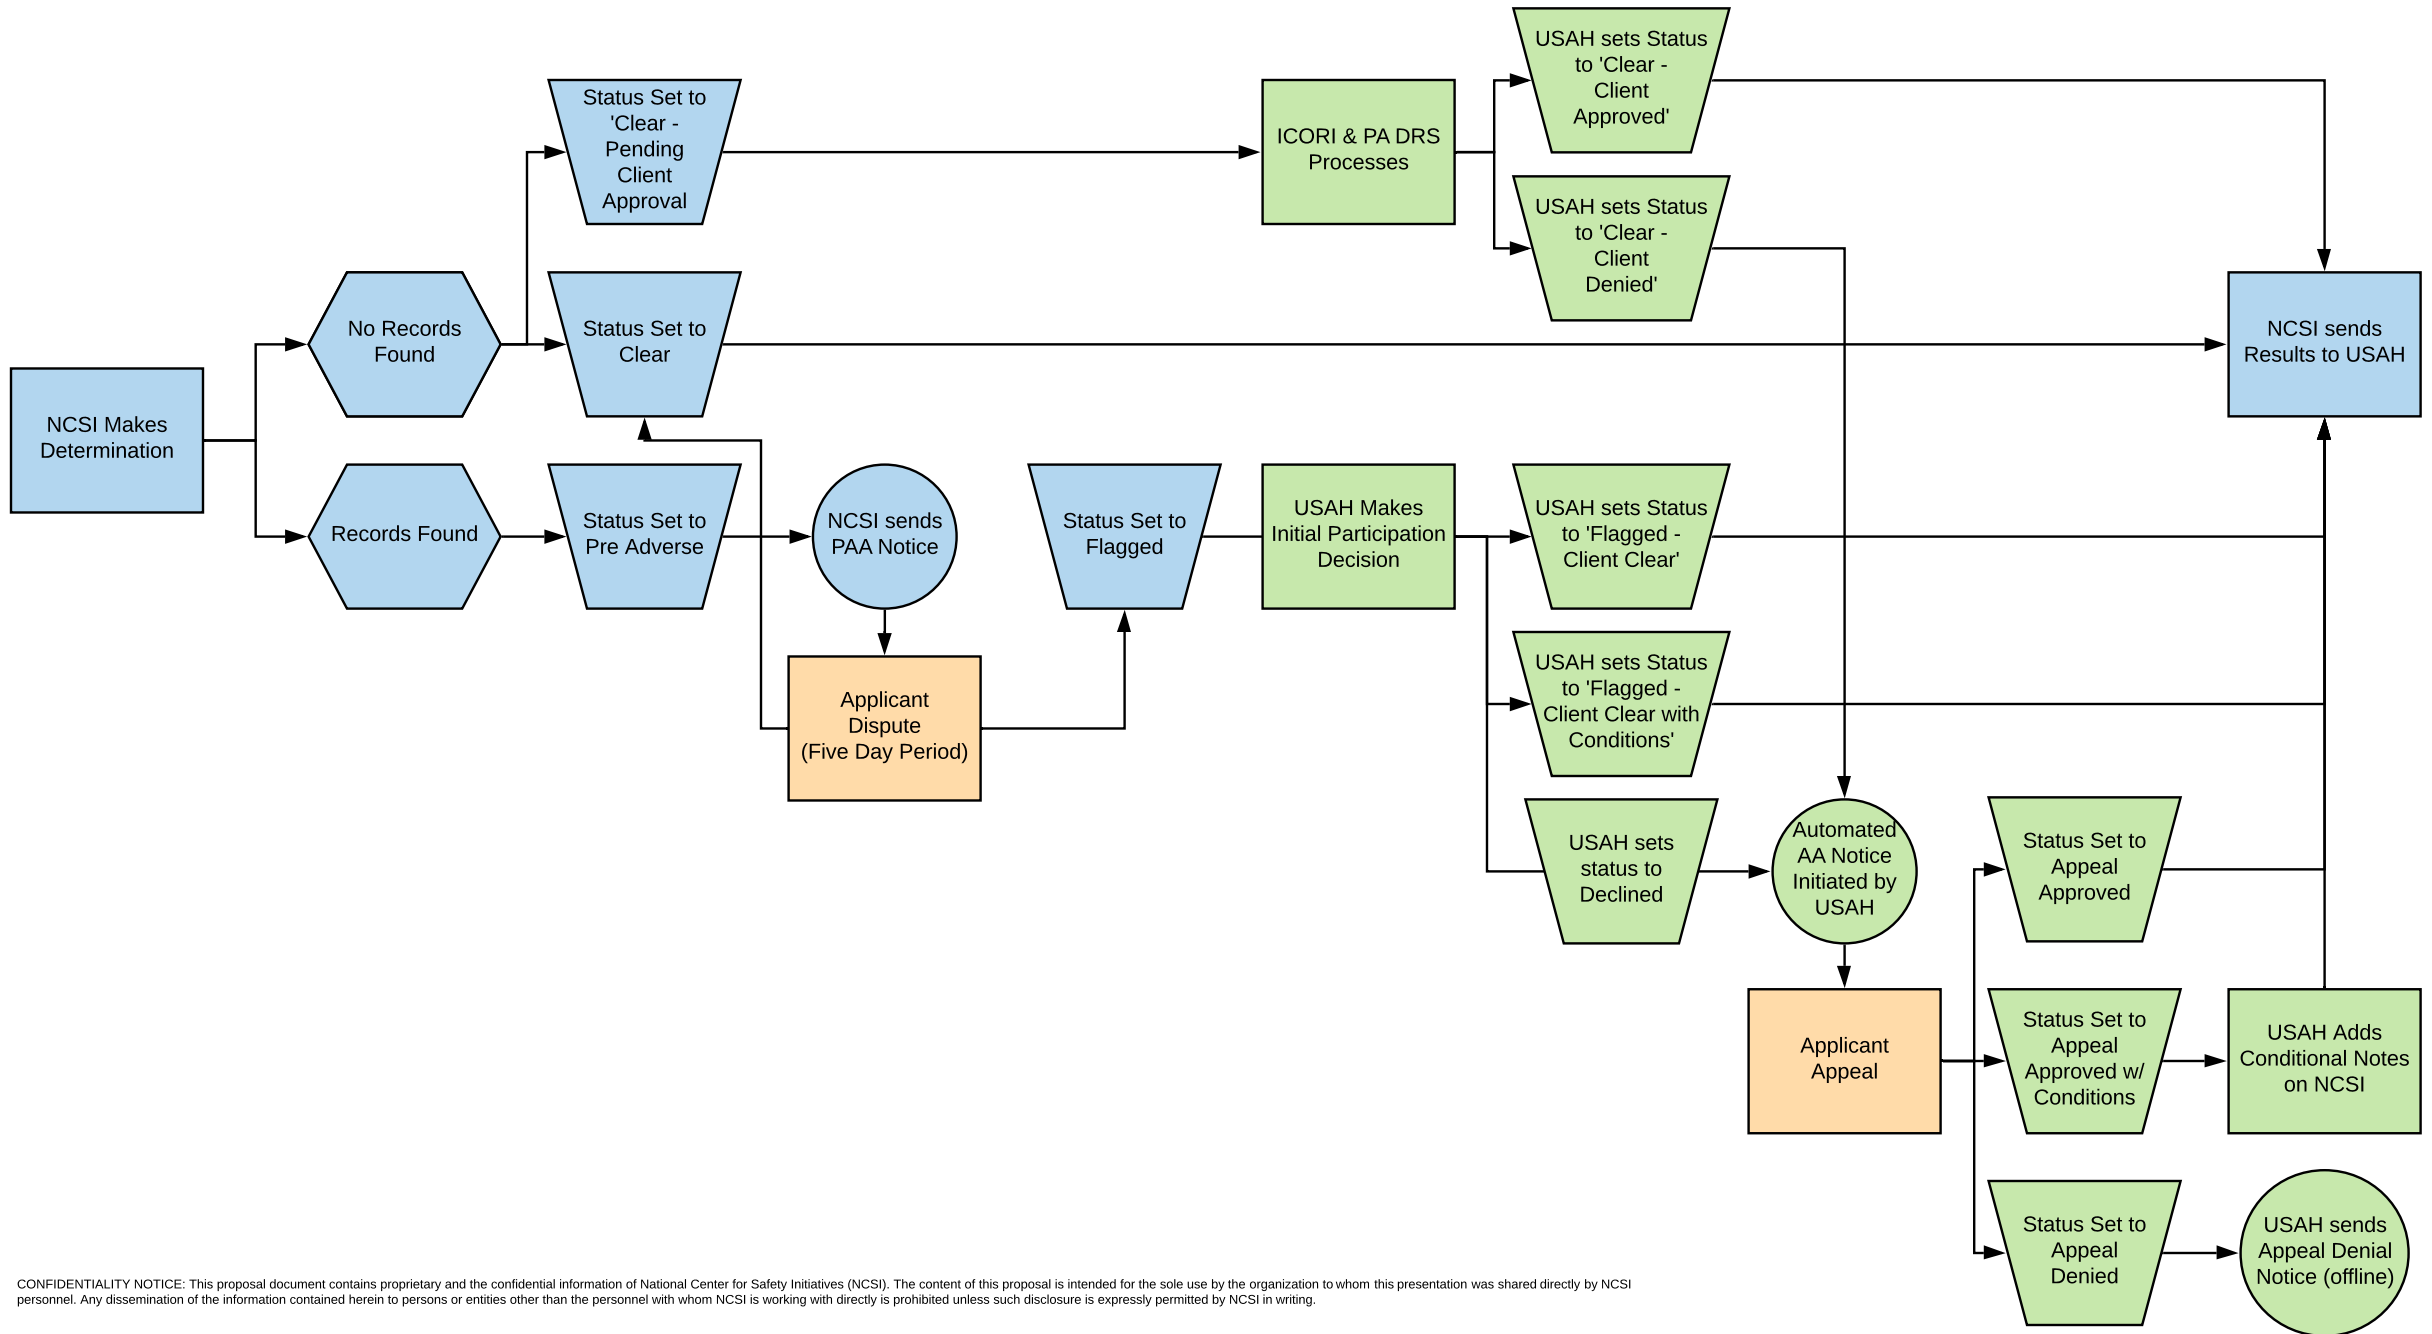 USAH sets Status
to 'Clear -
Client
Approved'
Status Set to
'Clear -
Pending
Client
Approval
ICORI & PA DRS
Processes
USAH sets Status
to 'Clear -
Client
Denied'
No Records
Found
Status Set to
Clear
NCSI sends
Results to USAH
NCSI Makes
Determination
Records Found
Status Set to
Pre Adverse
NCSI sends
PAA Notice
Status Set to
Flagged
USAH Makes
Initial Participation
Decision
USAH sets Status
to 'Flagged -
Client Clear'
Applicant
Dispute
(Five Day Period)
USAH sets Status
to 'Flagged -
Client Clear with
Conditions'
USAH sets
status to
Declined
Automated
AA Notice
Initiated by
USAH
Status Set to
Appeal
Approved
Applicant
Appeal
Status Set to
Appeal
Approved w/
Conditions
USAH Adds
Conditional Notes
on NCSI
Status Set to
Appeal
Denied
USAH sends
Appeal Denial
Notice (offline)
CONFIDENTIALITY NOTICE: This proposal document contains proprietary and the confidential information of National Center for Safety Initiatives (NCSI). The content of this proposal is intended for the sole use by the organization to whom this presentation was shared directly by NCSI
personnel. Any dissemination of the information contained herein to persons or entities other than the personnel with whom NCSI is working with directly is prohibited unless such disclosure is expressly permitted by NCSI in writing.